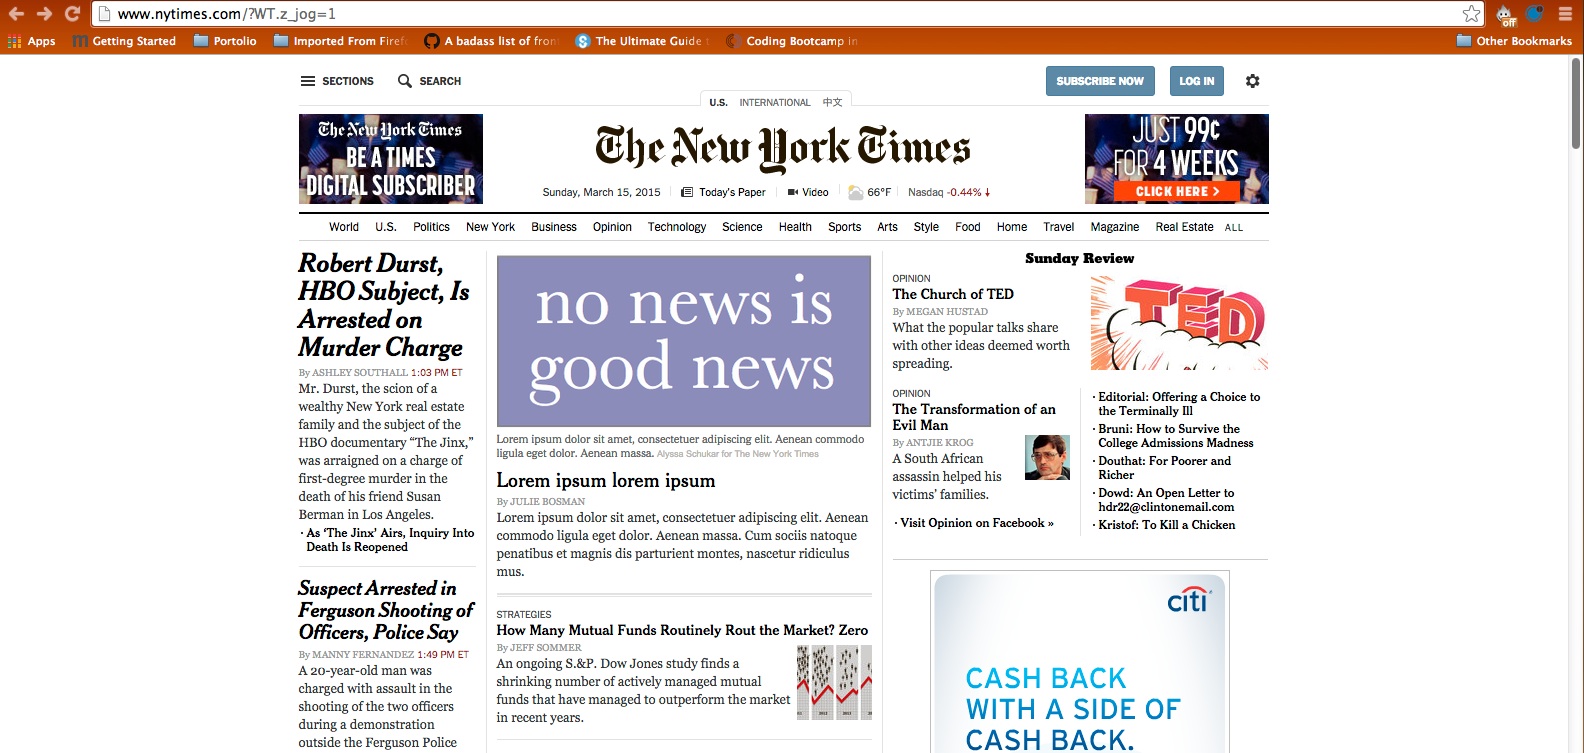 www.nytimes.com/?WT.z_jog=1
off
Apps
Getting Started
Portolio
Imported From Firef
A badass list of fron
The Ultimate Guide
Coding Bootcamp in
Other Bookmarks
SECTIONS
SEARCH
SUBSCRIBE NOW
LOG IN
U.S. INTERNATIONAL 中文
The New York Times
BE A TIMES
DIGITAL SUBSCRIBER
The New York Times
JUST 99¢
FOR 4 WEEKS
CLICK HERE >
Sunday, March 15, 2015
Today's Paper
Video
66°F
Nasdaq -0.44% ↓
World U.S. Politics New York Business Opinion Technology Science Health Sports Arts Style Food Home Travel Magazine Real Estate ALL
Robert Durst,
HBO Subject, Is
Arrested on
Murder Charge
By ASHLEY SOUTHALL 1:03 PM ET
Mr. Durst, the scion of a
wealthy New York real estate
family and the subject of the
HBO documentary “The Jinx,”
was arraigned on a charge of
first-degree murder in the
death of his friend Susan
Berman in Los Angeles.
· As ‘The Jinx’ Airs, Inquiry Into
Death Is Reopened
Suspect Arrested in
Ferguson Shooting of
Officers, Police Say
By MANNY FERNANDEZ 1:49 PM ET
A 20-year-old man was
charged with assault in the
shooting of the two officers
during a demonstration
outside the Ferguson Police
no news is
good news
Lorem ipsum dolor sit amet, consectetuer adipiscing elit. Aenean commodo
ligula eget dolor. Aenean massa. Alyssa Schukar for The New York Times
Lorem ipsum lorem ipsum
By JULIE BOSMAN
Lorem ipsum dolor sit amet, consectetuer adipiscing elit. Aenean
commodo ligula eget dolor. Aenean massa. Cum sociis natoque
penatibus et magnis dis parturient montes, nascetur ridiculus
mus.
STRATEGIES
How Many Mutual Funds Routinely Rout the Market? Zero
By JEFF SOMMER
An ongoing S.&P. Dow Jones study finds a
shrinking number of actively managed mutual
funds that have managed to outperform the market
in recent years.
Sunday Review
OPINION
The Church of TED
By MEGAN HUSTAD
What the popular talks share
with other ideas deemed worth
spreading.
TED
OPINION
The Transformation of an
Evil Man
By ANTJIE KROG
A South African
assassin helped his
victims’ families.
· Visit Opinion on Facebook »
· Editorial: Offering a Choice to
the Terminally Ill
· Bruni: How to Survive the
College Admissions Madness
· Douthat: For Poorer and
Richer
· Dowd: An Open Letter to
hdr22@clintonemail.com
· Kristof: To Kill a Chicken
citi
CASH BACK
WITH A SIDE OF
CASH BACK.